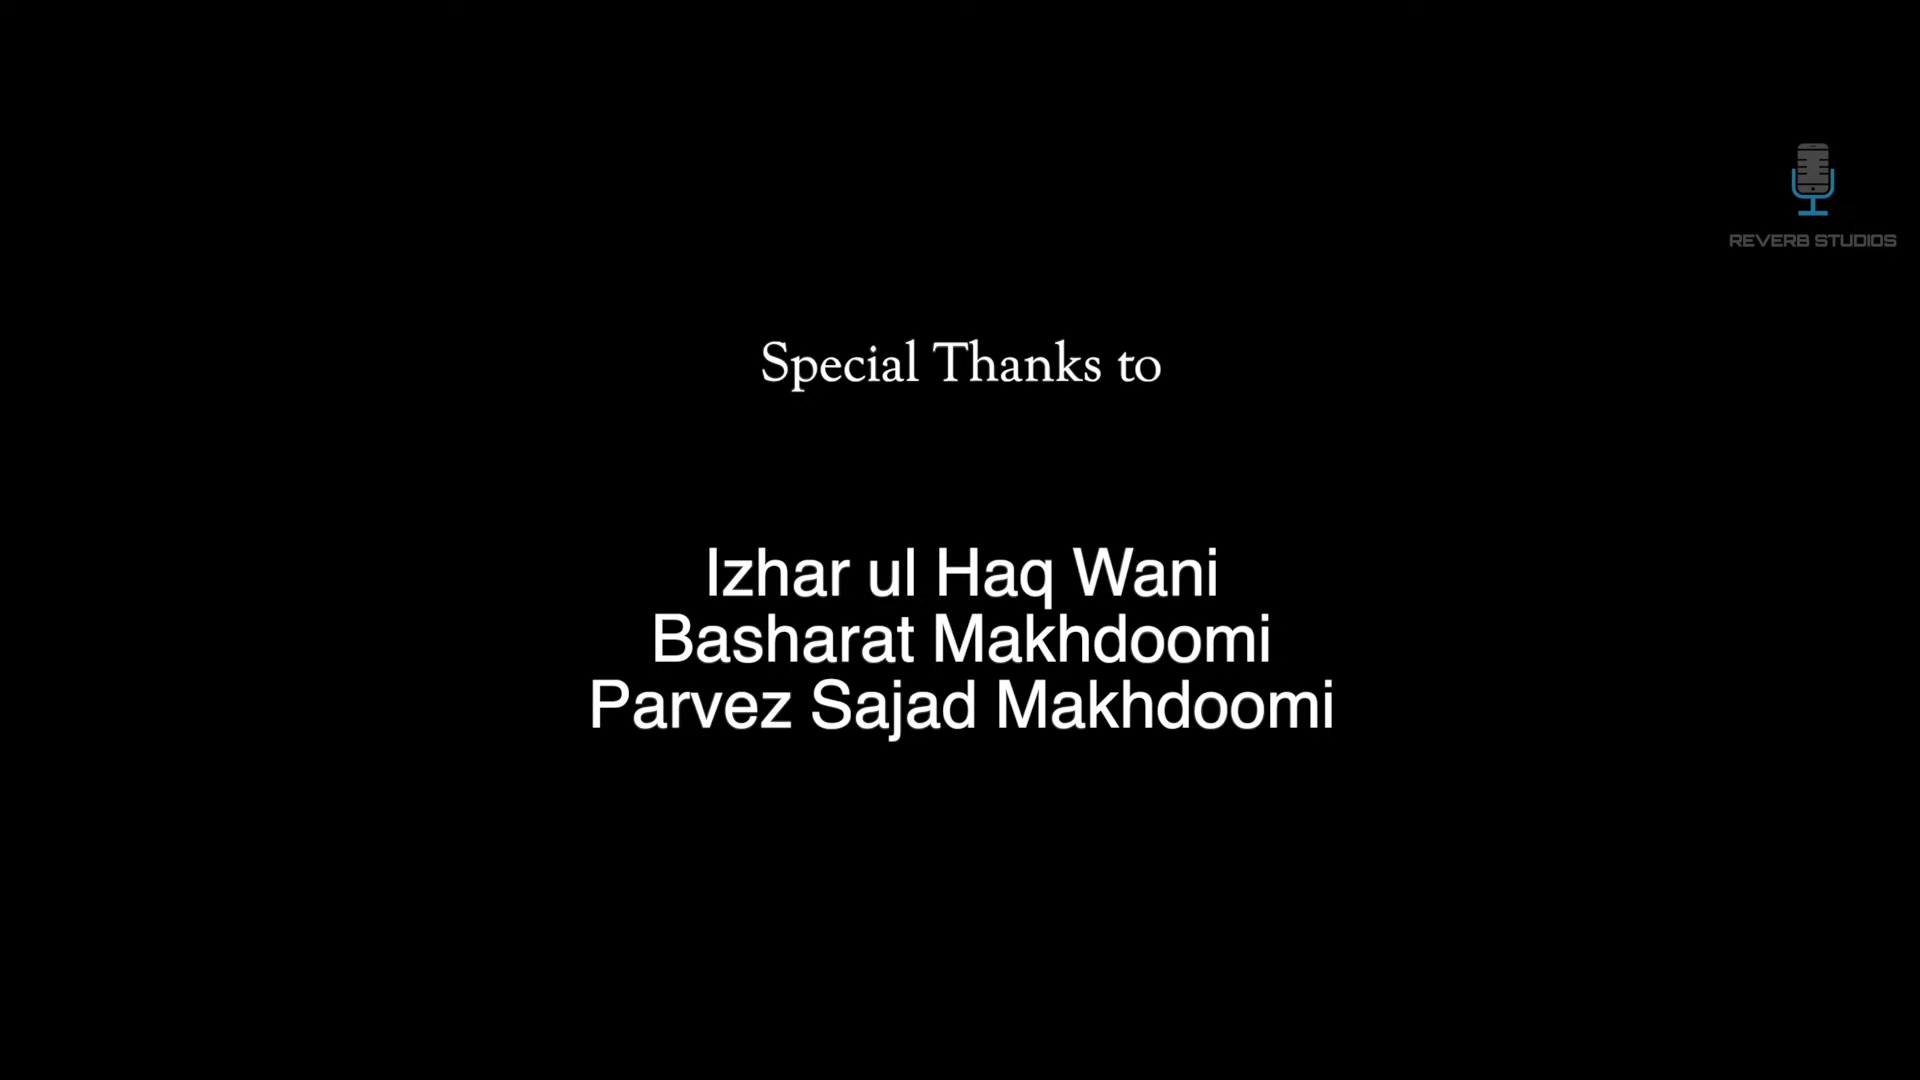 REVERB STUDIOS
Special Thanks to
Izhar ul Haq Wani
Basharat Makhdoomi
Parvez Sajad Makhdoomi